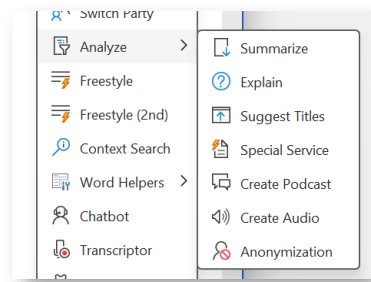 Switch Party
Analyze
Freestyle
Freestyle (2nd)
Context Search
Word Helpers
Chatbot
Transcriptor
Summarize
Explain
Suggest Titles
Special Service
Create Podcast
Create Audio
Anonymization